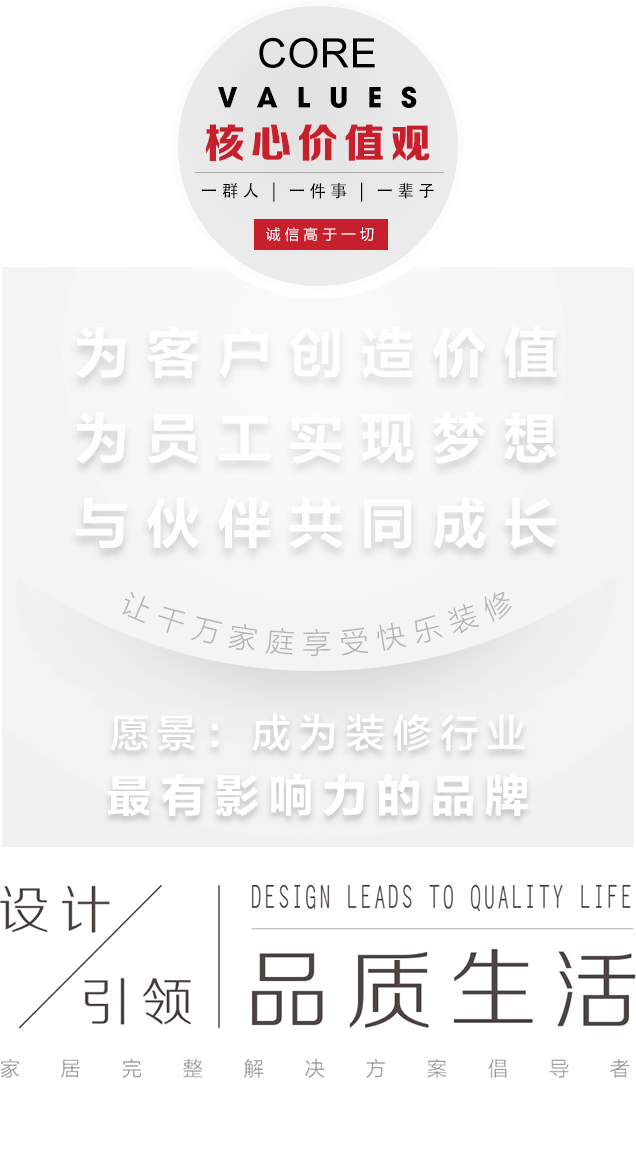 CORE
VALUES
核心价值观
一群人 | 一件事 | 一辈子
诚信高于一切
为客户创造价值
为员工实现梦想
与伙伴共同成长
让千万家庭享受快乐装修
愿景：成为装修行业
最有影响力的品牌
设计
引领
DESIGN LEADS TO QUALITY LIFE
品质生活
家居完整解决方案倡导者